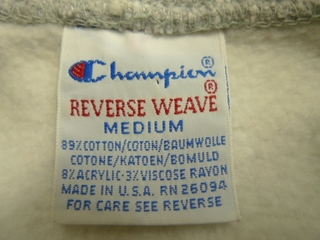 Champion®
REVERSE WEAVE®
MEDIUM
89% COTTON/COTON/BAUMWOLLE
COTONE/KATOEN/BOMULD
8% ACRYLIC·3% VISCOSE RAYON
MADE IN U.S.A. RN 26094
FOR CARE SEE REVERSE